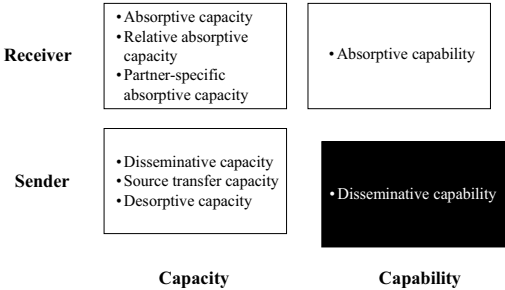 Receiver
• Absorptive capacity
• Relative absorptive
capacity
• Partner-specific
absorptive capacity
• Absorptive capability
Sender
• Disseminative capacity
• Source transfer capacity
• Desorptive capacity
• Disseminative capability
Capacity
Capability